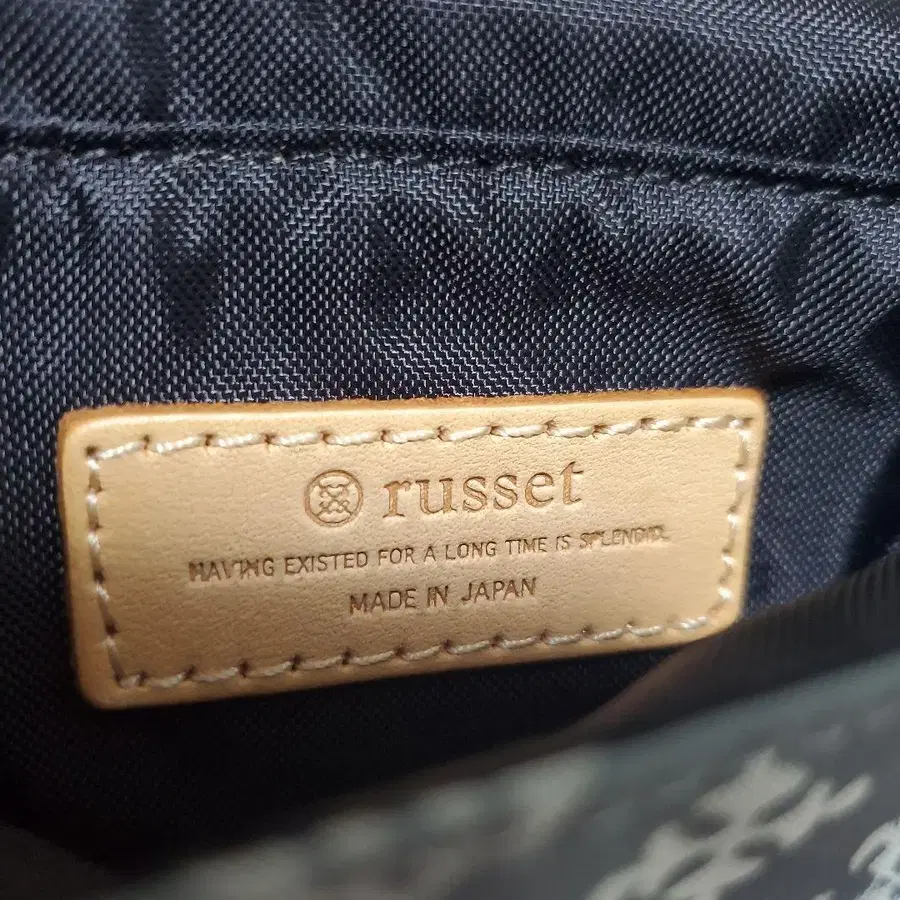 russet
HAVING EXISTED FOR A LONG TIME IS SPLENDID.
MADE IN JAPAN